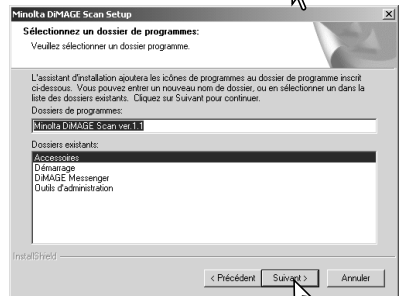 Minolta DiMAGE Scan Setup
Sélectionnez un dossier de programmes:
Veuillez sélectionner un dossier programme.
L'assistant d'installation ajoutera les icônes de programmes au dossier de programme inscrit
ci-dessous. Vous pouvez entrer un nouveau nom de dossier, ou en sélectionner un dans la
liste des dossiers existants. Cliquez sur Suivant pour continuer.
Dossiers de programmes:
Minolta DiMAGE Scan ver.1.1
Dossiers existants:
Accessoires
Démarrage
DiMAGE Messenger
Outils d'administration
InstallShield
< Précédent Suivant > Annuler